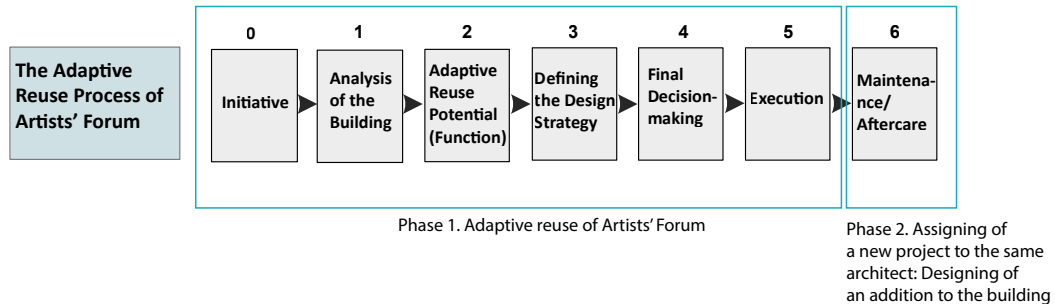 0 1 2 3 4 5 6
The Adaptive
Reuse Process of
Artists' Forum
Initiative
Analysis
of the
Building
Adaptive
Reuse
Potential
(Function)
Defining
the Design
Strategy
Final
Decision-
making
Execution
Maintena-
nce/
Aftercare
Phase 1. Adaptive reuse of Artists' Forum
Phase 2. Assigning of
a new project to the same
architect: Designing of
an addition to the building